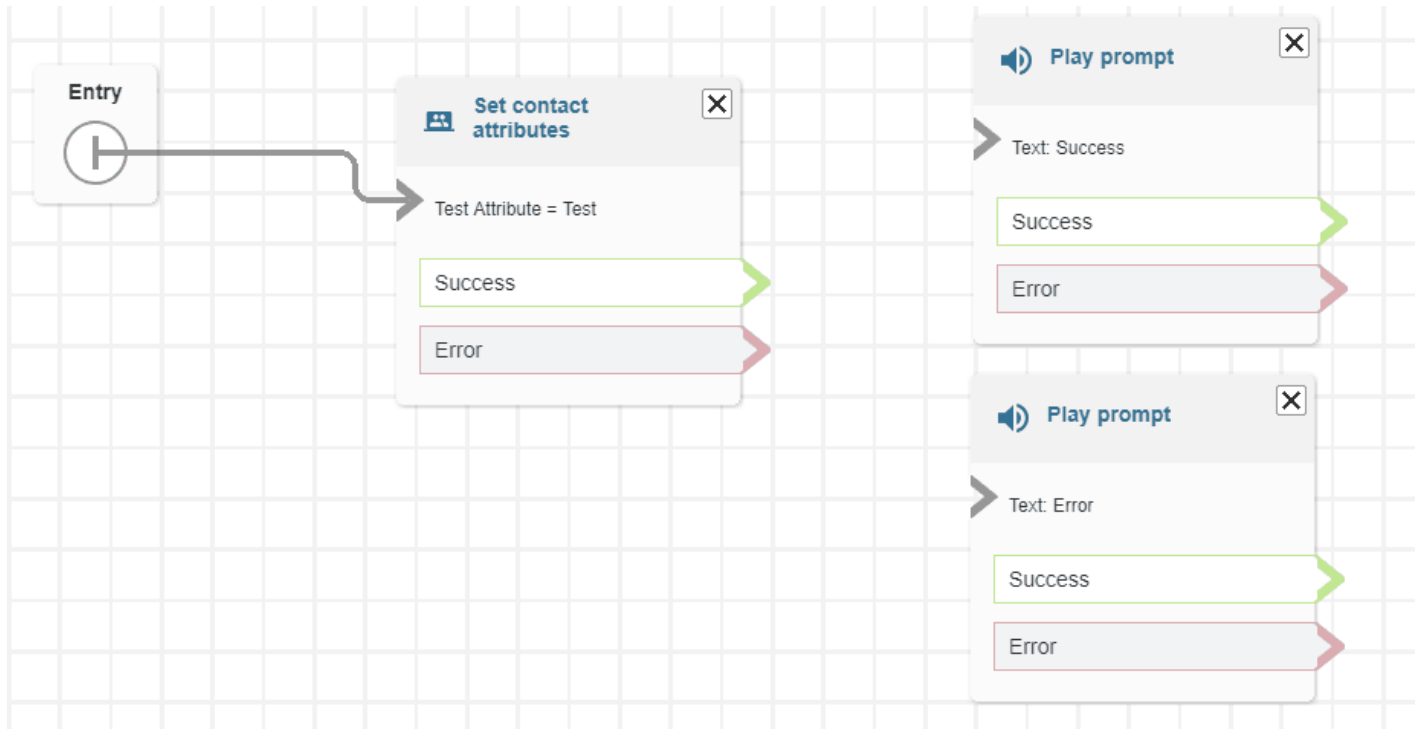 Entry
Set contact
attributes
Test Attribute = Test
Success
Error
Play prompt
Text: Success
Success
Error
Play prompt
Text: Error
Success
Error